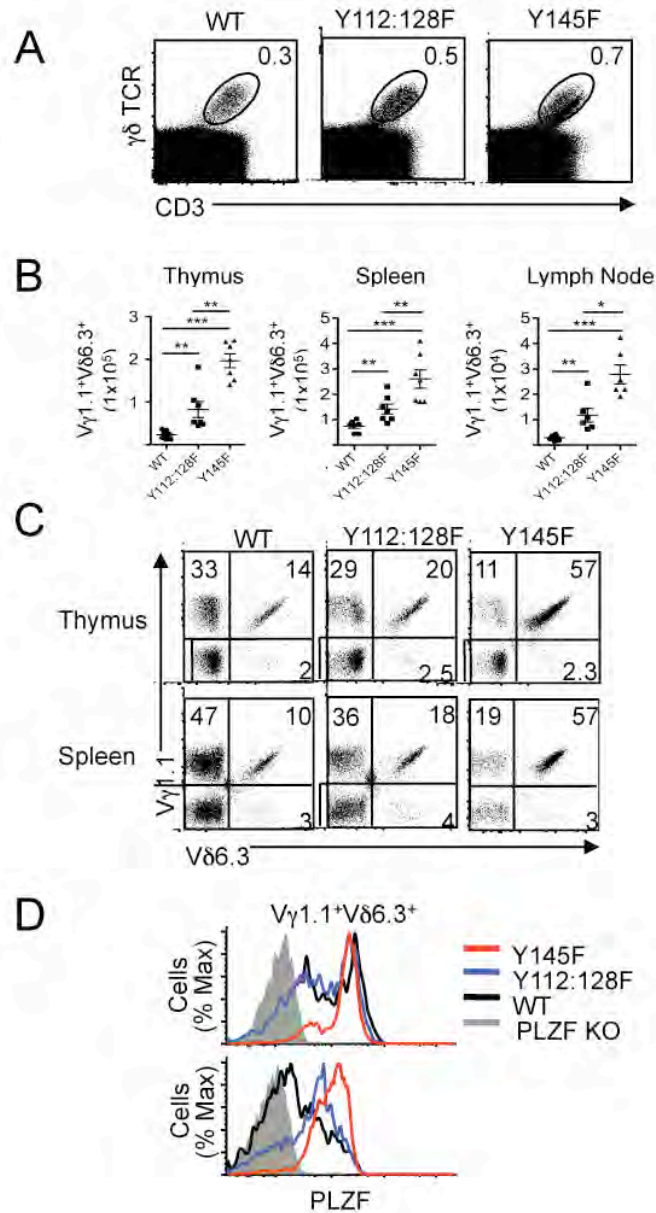 A
WT
Y112:128F
Y145F
γδ TCR
0.3
0.5
0.7
CD3
B
Thymus
Spleen
Lymph Node
Vγ1.1⁺Vδ6.3⁺
(1x10⁵)
3
2
1
**
***
**
WT
Y112:128F
Y145F
Vγ1.1⁺Vδ6.3⁺
(1x10⁵)
5
4
3
2
1
**
***
**
WT
Y112:128F
Y145F
Vγ1.1⁺Vδ6.3⁺
(1x10⁴)
5
4
3
2
1
*
***
**
WT
Y112:128F
Y145F
C
WT
Y112:128F
Y145F
Thymus
33 14
2
29 20
2.5
11 57
2.3
Spleen
47 10
3
36 18
4
19 57
3
Vγ1.1
Vδ6.3
D
Vγ1.1⁺Vδ6.3⁺
Cells
(% Max)
Y145F
Y112:128F
WT
PLZF KO
Cells
(% Max)
PLZF